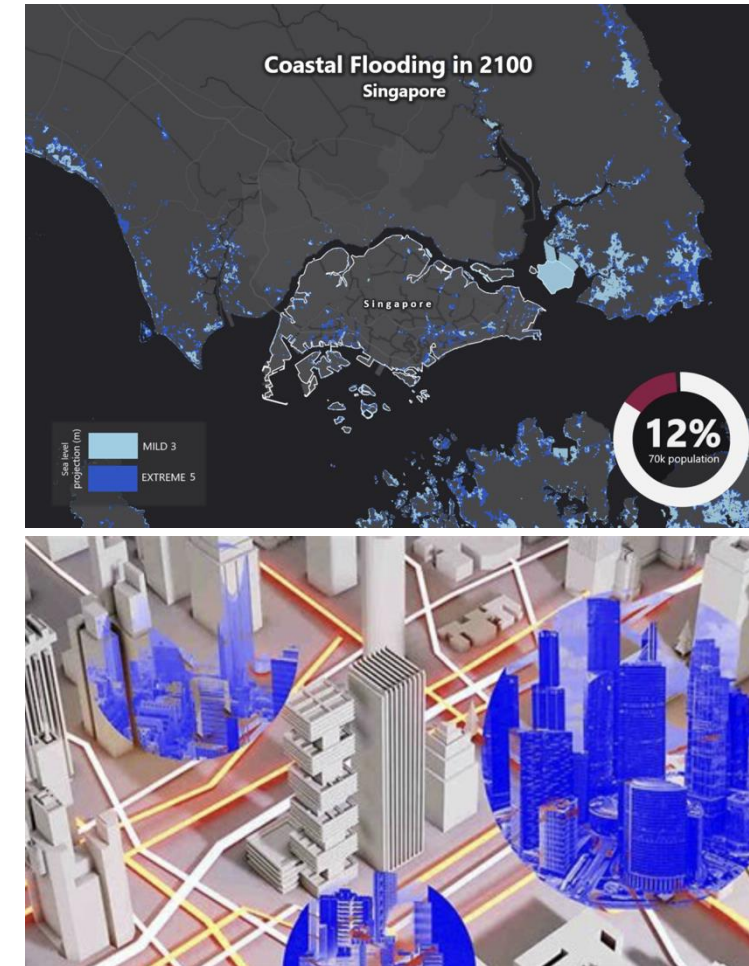 Coastal Flooding in 2100
Singapore
Singapore
12%
70k population
Sea level
projection (m)
MILD 3
EXTREME 5